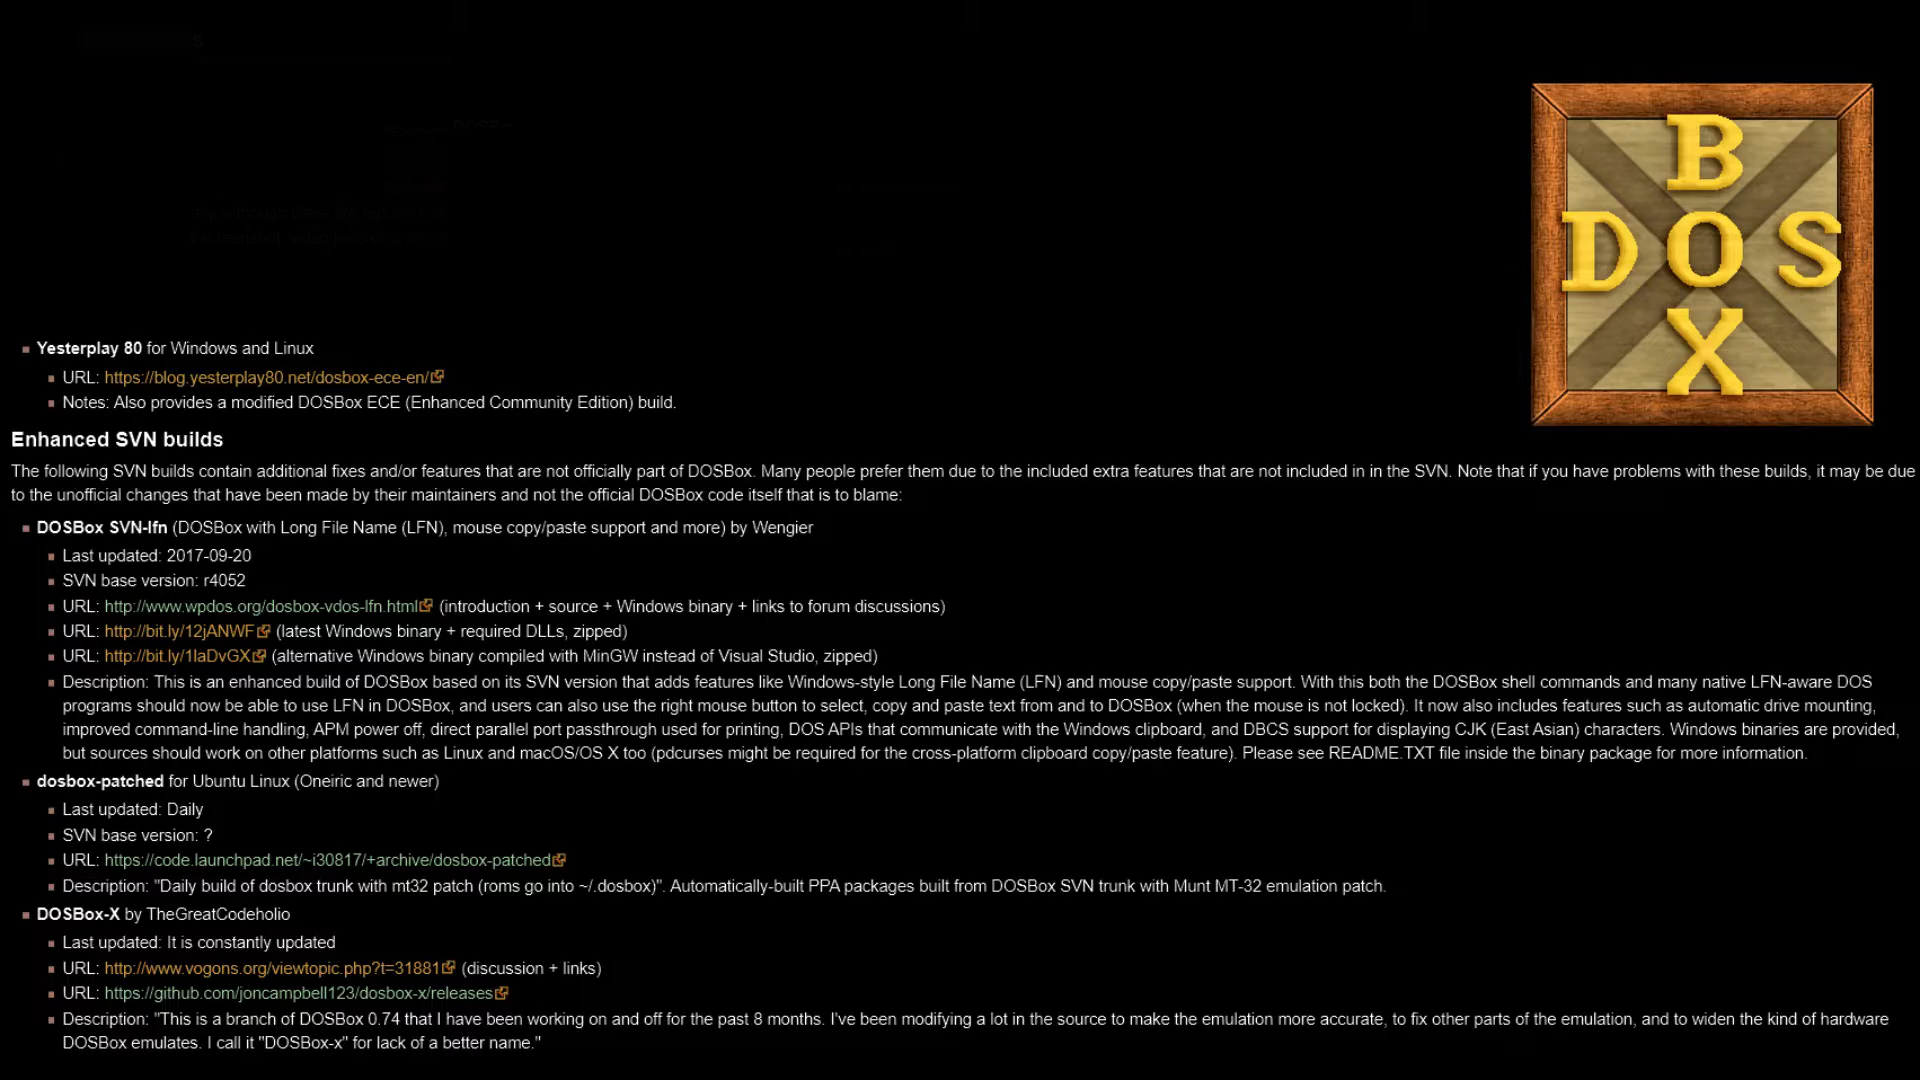 B
DOS
X
Yesterplay 80 for Windows and Linux
URL: https://blog.yesterplay80.net/dosbox-ece-en/
Notes: Also provides a modified DOSBox ECE (Enhanced Community Edition) build.
Enhanced SVN builds
The following SVN builds contain additional fixes and/or features that are not officially part of DOSBox. Many people prefer them due to the included extra features that are not included in in the SVN. Note that if you have problems with these builds, it may be due
to the unofficial changes that have been made by their maintainers and not the official DOSBox code itself that is to blame:
DOSBox SVN-lfn (DOSBox with Long File Name (LFN), mouse copy/paste support and more) by Wengier
Last updated: 2017-09-20
SVN base version: r4052
URL: http://www.wpdos.org/dosbox-vdos-lfn.html (introduction + source + Windows binary + links to forum discussions)
URL: http://bit.ly/12jANWF (latest Windows binary + required DLLs, zipped)
URL: http://bit.ly/1IaDvGX (alternative Windows binary compiled with MinGW instead of Visual Studio, zipped)
Description: This is an enhanced build of DOSBox based on its SVN version that adds features like Windows-style Long File Name (LFN) and mouse copy/paste support. With this both the DOSBox shell commands and many native LFN-aware DOS
programs should now be able to use LFN in DOSBox, and users can also use the right mouse button to select, copy and paste text from and to DOSBox (when the mouse is not locked). It now also includes features such as automatic drive mounting,
improved command-line handling, APM power off, direct parallel port passthrough used for printing, DOS APIs that communicate with the Windows clipboard, and DBCS support for displaying CJK (East Asian) characters. Windows binaries are provided,
but sources should work on other platforms such as Linux and macOS/OS X too (pdcurses might be required for the cross-platform clipboard copy/paste feature). Please see README.TXT file inside the binary package for more information.
dosbox-patched for Ubuntu Linux (Oneiric and newer)
Last updated: Daily
SVN base version: ?
URL: https://code.launchpad.net/~i30817/+archive/dosbox-patched
Description: "Daily build of dosbox trunk with mt32 patch (roms go into ~/.dosbox)". Automatically-built PPA packages built from DOSBox SVN trunk with Munt MT-32 emulation patch.
DOSBox-X by TheGreatCodeholio
Last updated: It is constantly updated
URL: http://www.vogons.org/viewtopic.php?t=31881 (discussion + links)
URL: https://github.com/joncampbell123/dosbox-x/releases
Description: "This is a branch of DOSBox 0.74 that I have been working on and off for the past 8 months. I've been modifying a lot in the source to make the emulation more accurate, to fix other parts of the emulation, and to widen the kind of hardware
DOSBox emulates. I call it "DOSBox-x" for lack of a better name."